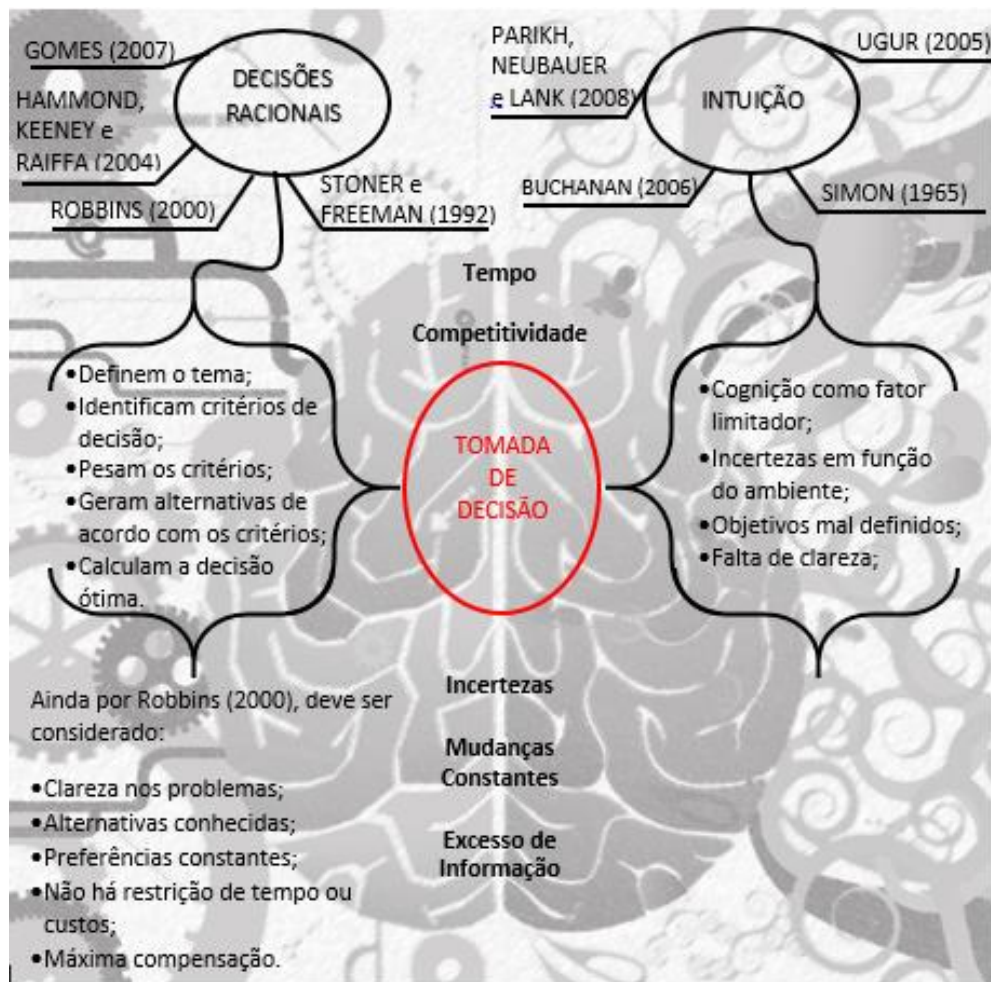 GOMES (2007)
HAMMOND,
KEENEY e
RAIFFA (2004)
ROBBINS (2000)
DECISÕES
RACIONAIS
STONER e
FREEMAN (1992)
PARIKH,
NEUBAUER
e LANK (2008)
INTUIÇÃO
UGUR (2005)
BUCHANAN (2006)
SIMON (1965)
Tempo
Competitividade
•Definem o tema;
•Identificam critérios de
decisão;
•Pesam os critérios;
•Geram alternativas de
acordo com os critérios;
•Calculam a decisão
ótima.
TOMADA
DE
DECISÃO
•Cognição como fator
limitador;
•Incertezas em função
do ambiente;
•Objetivos mal definidos;
•Falta de clareza;
Ainda por Robbins (2000), deve ser
considerado:
•Clareza nos problemas;
•Alternativas conhecidas;
•Preferências constantes;
•Não há restrição de tempo ou
custos;
•Máxima compensação.
Incertezas
Mudanças
Constantes
Excesso de
Informação